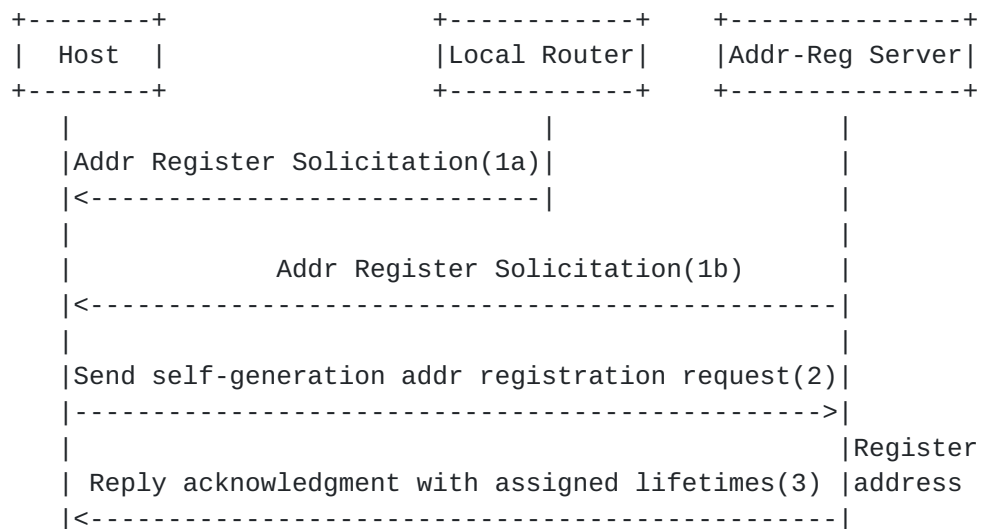 Host Local Router Addr-Reg Server
Addr Register Solicitation(1a)
Addr Register Solicitation(1b)
Send self-generation addr registration request(2)
Register
Reply acknowledgment with assigned lifetimes(3) address